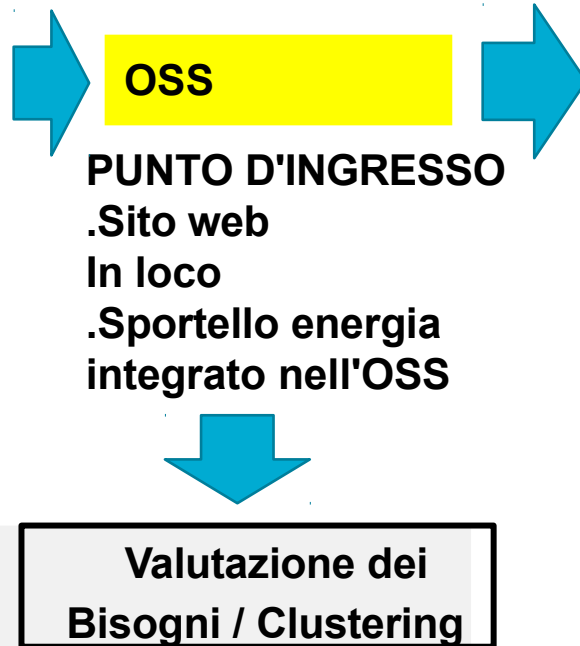 OSS
PUNTO D'INGRESSO
.Sito web
In loco
.Sportello energia
integrato nell'OSS
Valutazione dei
Bisogni / Clustering